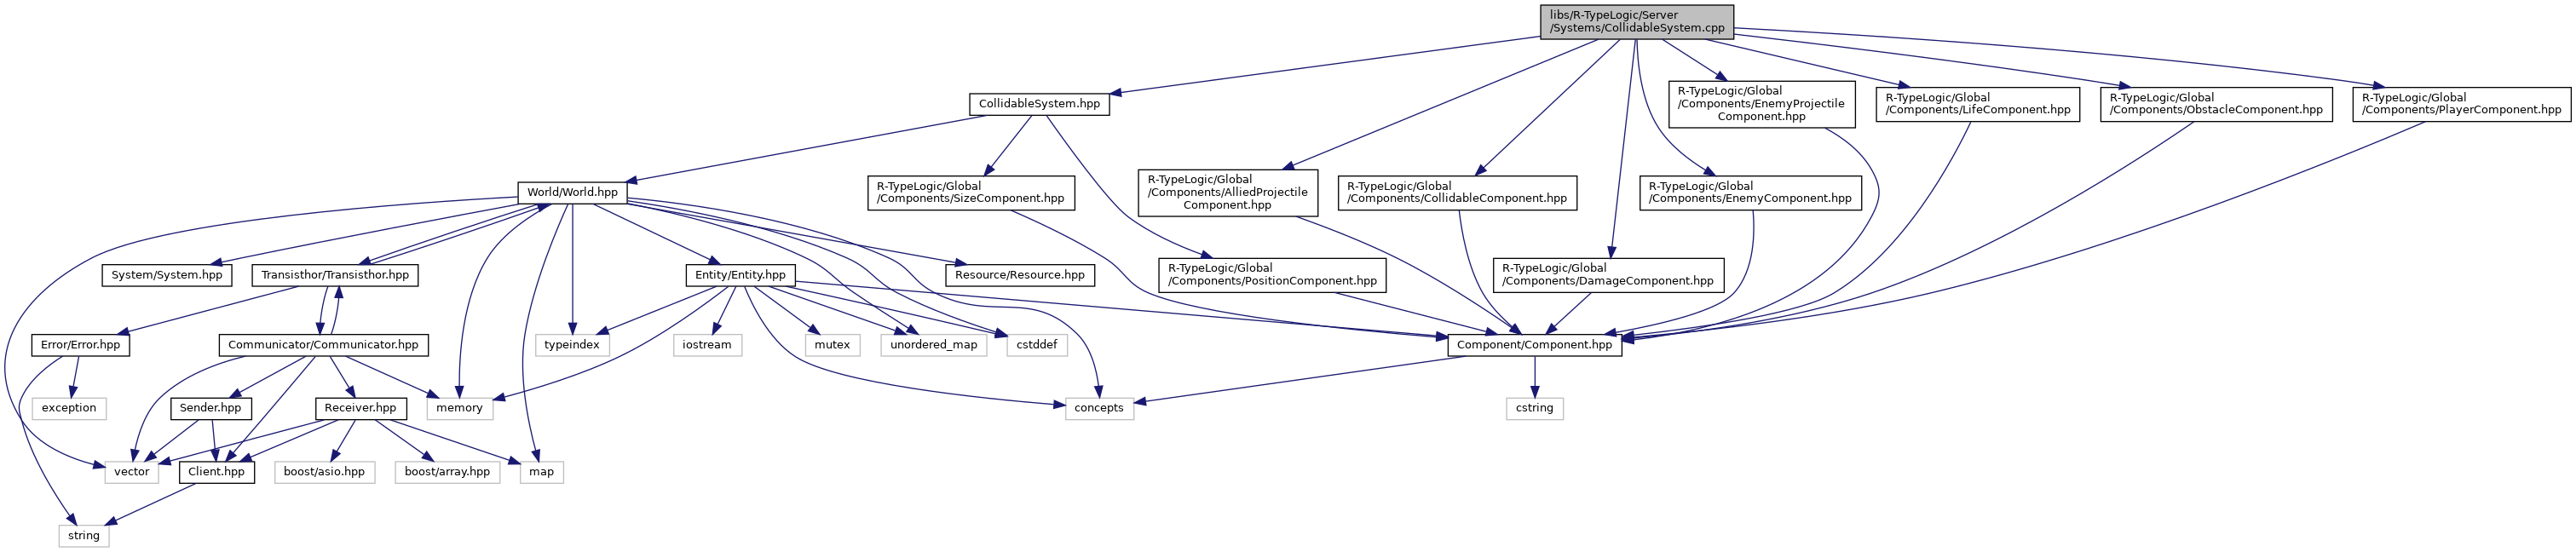 libs/R-TypeLogic/Server
/Systems/CollidableSystem.cpp
CollidableSystem.hpp
R-TypeLogic/Global
/Components/EnemyProjectile
Component.hpp
R-TypeLogic/Global
/Components/LifeComponent.hpp
R-TypeLogic/Global
/Components/ObstacleComponent.hpp
R-TypeLogic/Global
/Components/PlayerComponent.hpp
World/World.hpp
R-TypeLogic/Global
/Components/SizeComponent.hpp
R-TypeLogic/Global
/Components/AlliedProjectile
Component.hpp
R-TypeLogic/Global
/Components/CollidableComponent.hpp
R-TypeLogic/Global
/Components/EnemyComponent.hpp
System/System.hpp
Transisthor/Transisthor.hpp
Entity/Entity.hpp
Resource/Resource.hpp
R-TypeLogic/Global
/Components/PositionComponent.hpp
R-TypeLogic/Global
/Components/DamageComponent.hpp
Error/Error.hpp
Communicator/Communicator.hpp
typeindex
iostream
mutex
unordered_map
cstddef
Component/Component.hpp
exception
Sender.hpp
Receiver.hpp
memory
concepts
cstring
vector
Client.hpp
boost/asio.hpp
boost/array.hpp
map
string